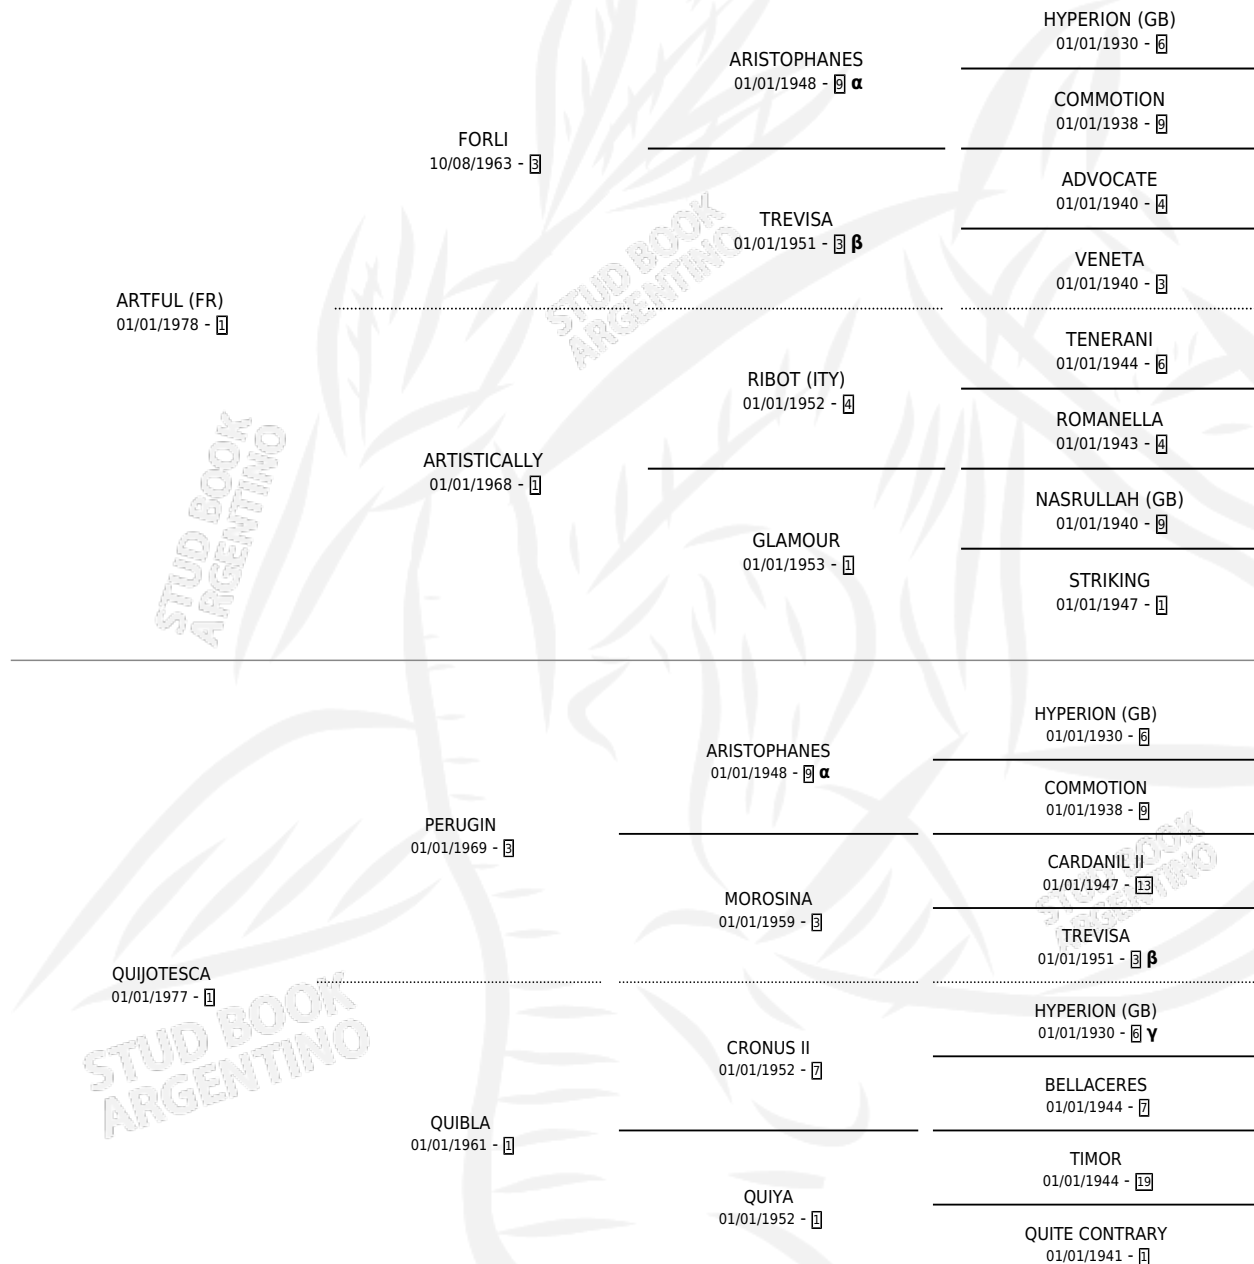 HYPERION (GB)
01/01/1930 - 6
ARISTOPHANES
01/01/1948 - 9 α
COMMOTION
01/01/1938 - 9
FORLI
10/08/1963 - 3
ADVOCATE
01/01/1940 - 4
TREVISA
01/01/1951 - 3 β
VENETA
01/01/1940 - 3
ARTFUL (FR)
01/01/1978 - 1
TENERANI
01/01/1944 - 6
RIBOT (ITY)
01/01/1952 - 4
ROMANELLA
01/01/1943 - 4
ARTISTICALLY
01/01/1968 - 1
NASRULLAH (GB)
01/01/1940 - 9
GLAMOUR
01/01/1953 - 1
STRIKING
01/01/1947 - 1
HYPERION (GB)
01/01/1930 - 6
ARISTOPHANES
01/01/1948 - 9 α
COMMOTION
01/01/1938 - 9
PERUGIN
01/01/1969 - 3
CARDANIL II
01/01/1947 - 13
MOROSINA
01/01/1959 - 3
TREVISA
01/01/1951 - 3 β
QUIJOTESCA
01/01/1977 - 1
HYPERION (GB)
01/01/1930 - 6 γ
CRONUS II
01/01/1952 - 7
BELLACERES
01/01/1944 - 7
QUIBLA
01/01/1961 - 1
TIMOR
01/01/1944 - 19
QUIYA
01/01/1952 - 1
QUITE CONTRARY
01/01/1941 - 1
STUD BOOK
ARGENTINO
STUD BOOK
ARGENTINO
STUD BOOK
ARGENTINO
STUD BOOK
ARGENTINO